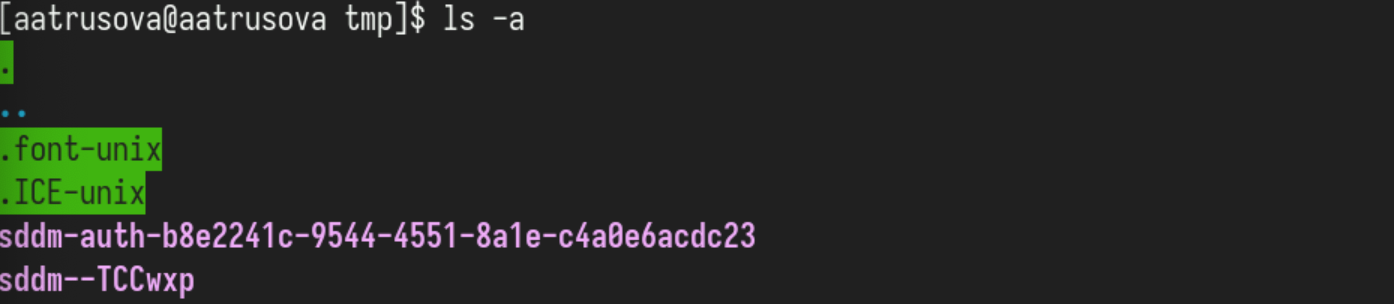 [aatrusova@aatrusova tmp]$ ls -a
.
..
.font-unix
.ICE-unix
sddm-auth-b8e2241c-9544-4551-8a1e-c4a0e6acdc23
sddm--TCCwxp